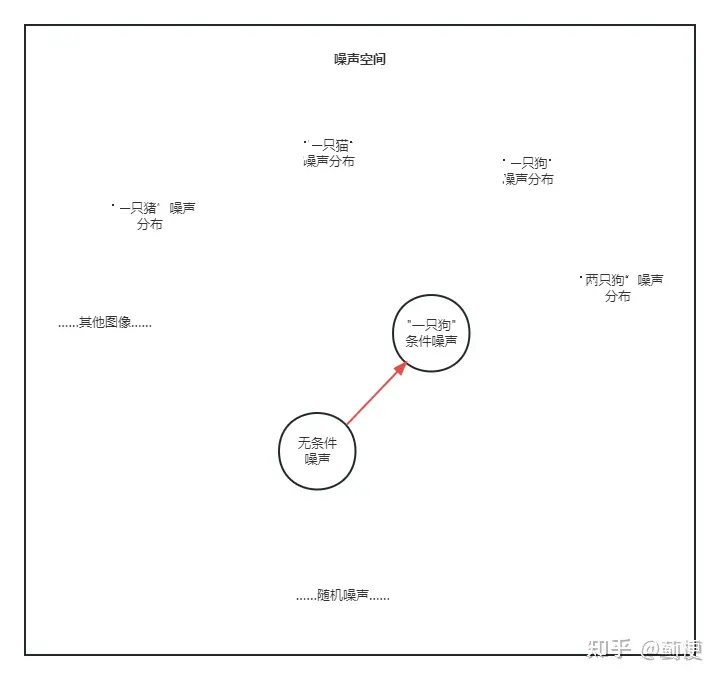 噪声空间
"一只猫"
噪声分布
"一只狗"
噪声分布
"一只猪" 噪声
分布
"两只狗" 噪声
分布
......其他图像......
"一只狗"
条件噪声
无条件
噪声
......随机噪声......
知乎 @蓟梗